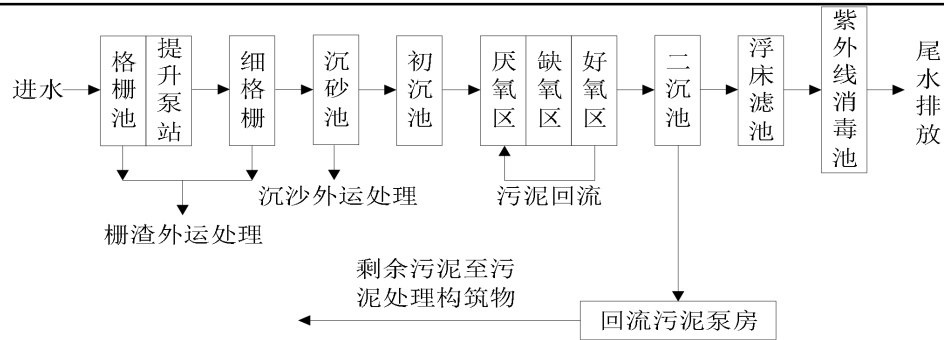 进水
格栅池
提升泵站
细格栅
沉砂池
初沉池
厌氧区
缺氧区
好氧区
二沉池
浮床滤池
紫外线消毒池
尾水排放
沉沙外运处理
污泥回流
栅渣外运处理
剩余污泥至污
泥处理构筑物
回流污泥泵房